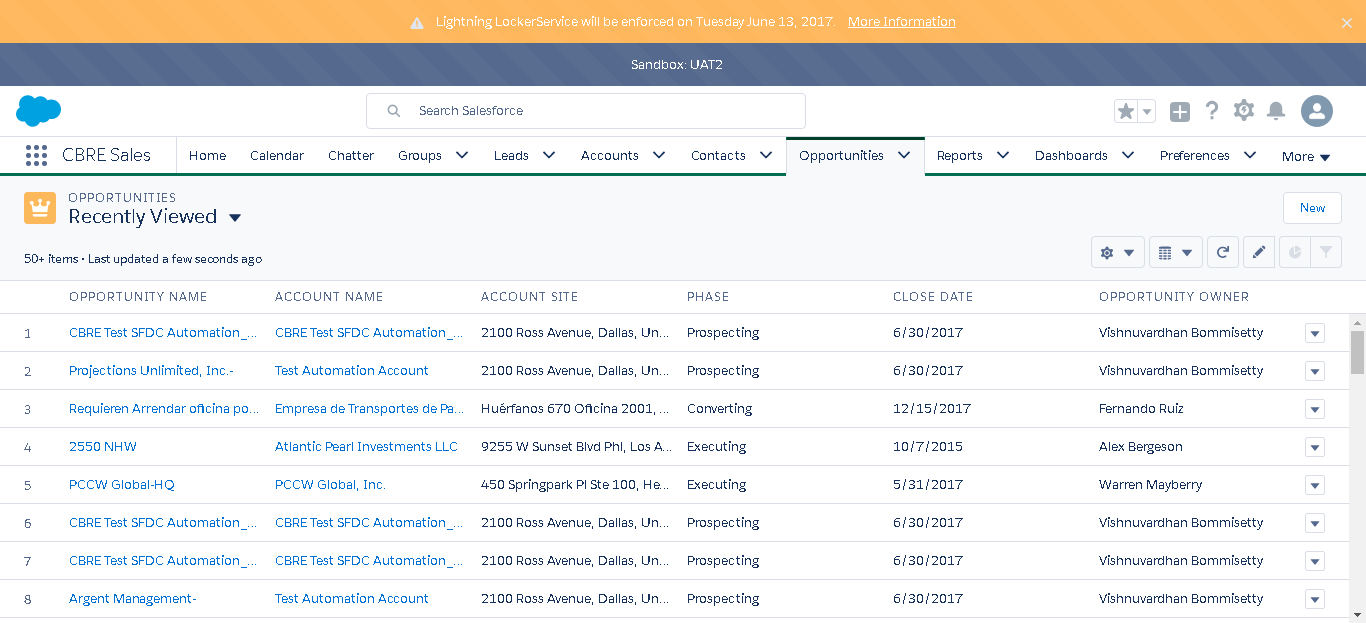 Lightning LockerService will be enforced on Tuesday June 13, 2017. More Information
Sandbox: UAT2
Search Salesforce
CBRE Sales Home Calendar Chatter Groups Leads Accounts Contacts Opportunities Reports Dashboards Preferences More
OPPORTUNITIES
Recently Viewed
New
50+ items • Last updated a few seconds ago
OPPORTUNITY NAME ACCOUNT NAME ACCOUNT SITE PHASE CLOSE DATE OPPORTUNITY OWNER
1 CBRE Test SFDC Automation_... CBRE Test SFDC Automation_... 2100 Ross Avenue, Dallas, Un... Prospecting 6/30/2017 Vishnuvardhan Bommisetty
2 Projections Unlimited, Inc.- Test Automation Account 2100 Ross Avenue, Dallas, Un... Prospecting 6/30/2017 Vishnuvardhan Bommisetty
3 Requieren Arrendar oficina po... Empresa de Transportes de Pa... Huérfanos 670 Oficina 2001, ... Converting 12/15/2017 Fernando Ruiz
4 2550 NHW Atlantic Pearl Investments LLC 9255 W Sunset Blvd Phl, Los A... Executing 10/7/2015 Alex Bergeson
5 PCCW Global-HQ PCCW Global, Inc. 450 Springpark Pl Ste 100, He... Executing 5/31/2017 Warren Mayberry
6 CBRE Test SFDC Automation_... CBRE Test SFDC Automation_... 2100 Ross Avenue, Dallas, Un... Prospecting 6/30/2017 Vishnuvardhan Bommisetty
7 CBRE Test SFDC Automation_... CBRE Test SFDC Automation_... 2100 Ross Avenue, Dallas, Un... Prospecting 6/30/2017 Vishnuvardhan Bommisetty
8 Argent Management- Test Automation Account 2100 Ross Avenue, Dallas, Un... Prospecting 6/30/2017 Vishnuvardhan Bommisetty